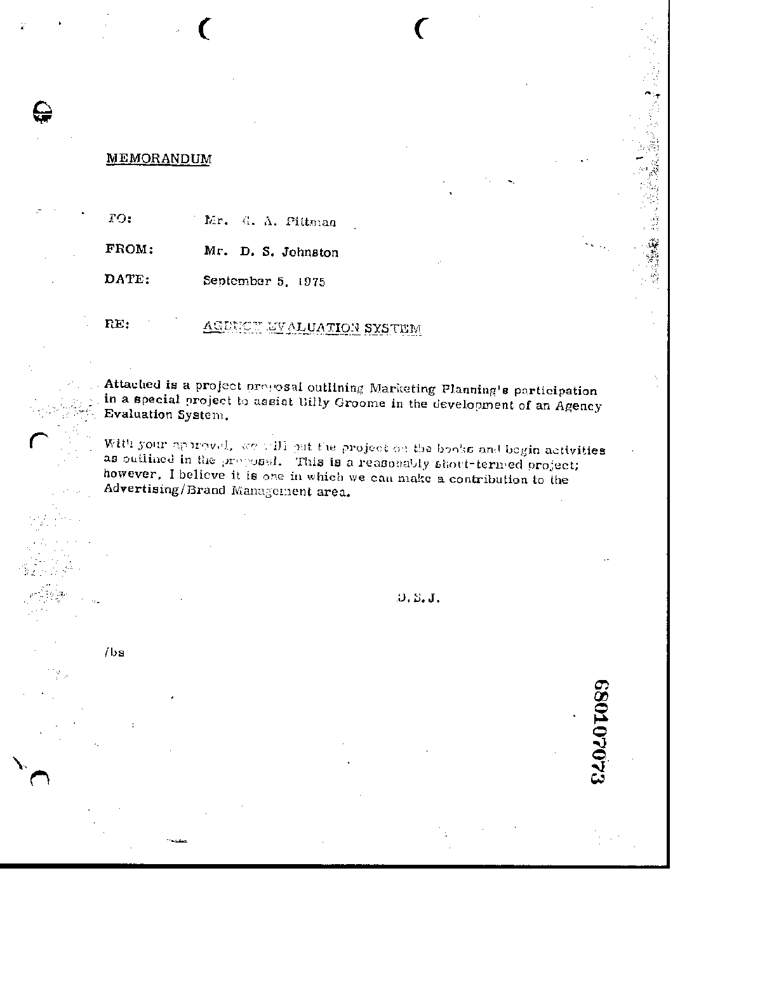 MEMORANDUM
TO: Mr. C. A. Pittman
FROM: Mr. D. S. Johnston
DATE: September 5, 1975
RE: AGENCY EVALUATION SYSTEM
Attached is a project proposal outlining Marketing Planning's participation
in a special project to assist Billy Groome in the development of an Agency
Evaluation System.
With your approval, we will put the project on the books and begin activities
as outlined in the proposal. This is a reasonably short-termed project;
however, I believe it is one in which we can make a contribution to the
Advertising/Brand Management area.
D. S. J.
/bs
680107073